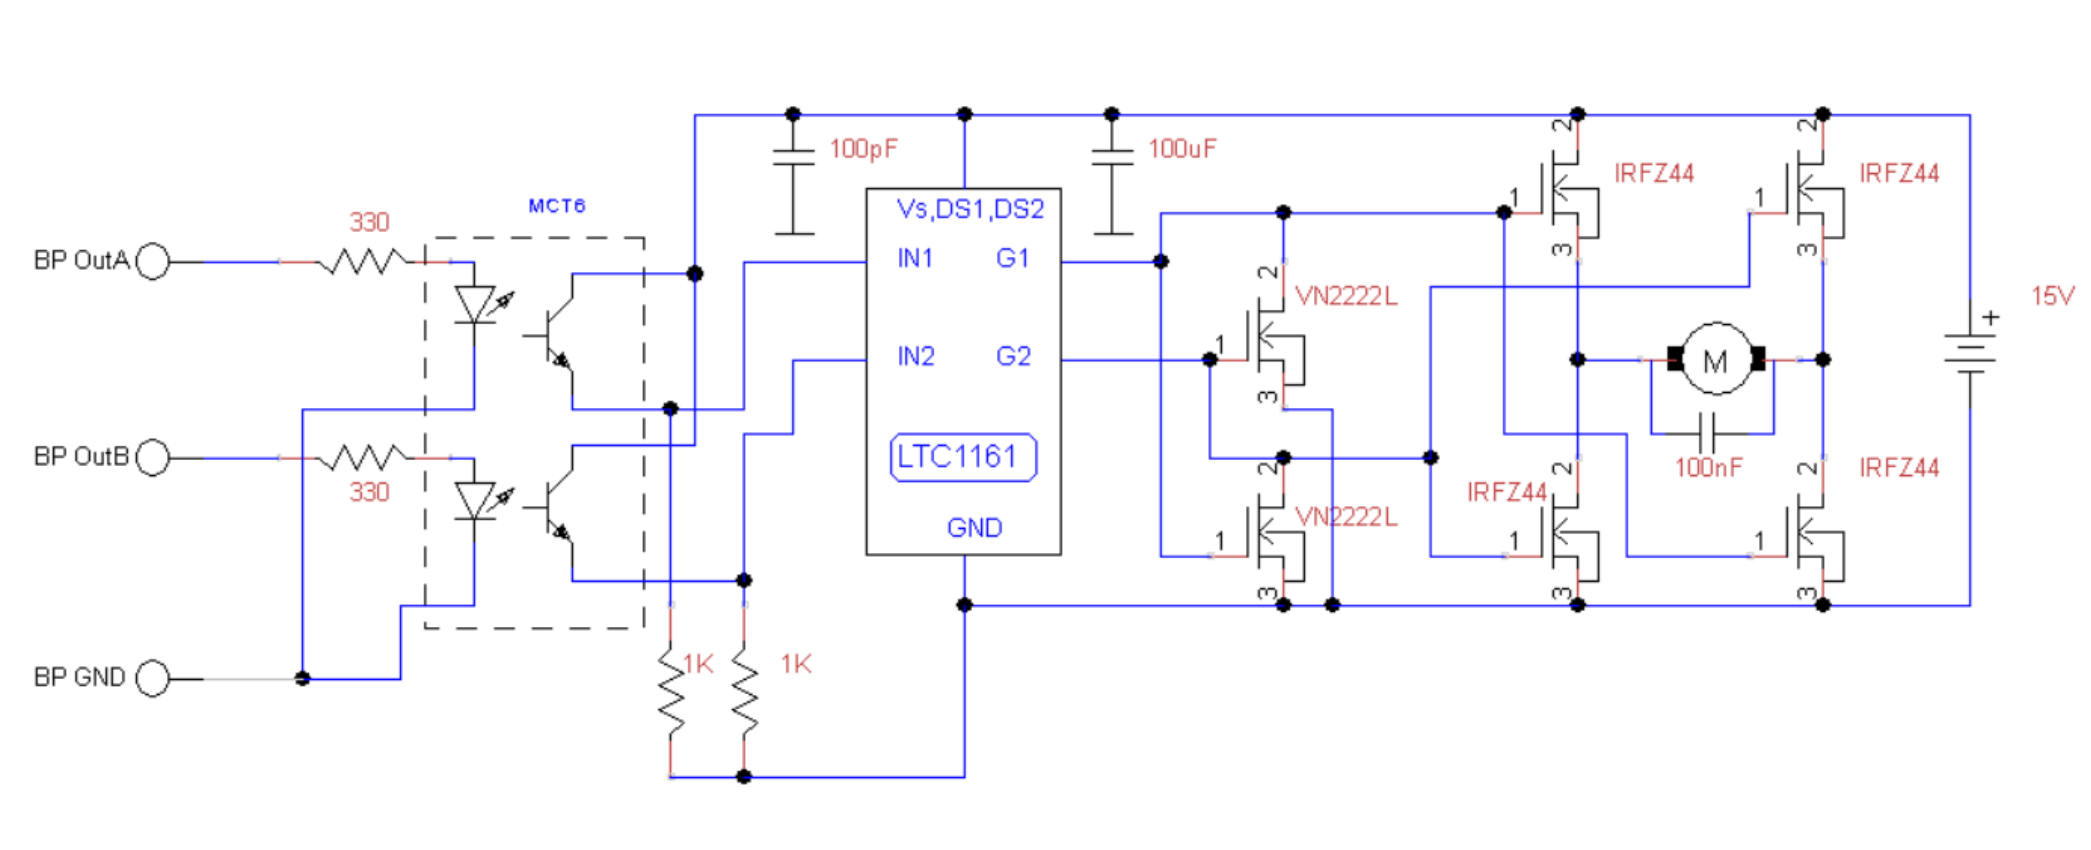 BP OutA
330
MCT6
BP OutB
330
BP GND
1K
1K
100pF
100uF
Vs,DS1,DS2
IN1
G1
IN2
G2
LTC1161
GND
2
VN2222L
1
3
2
VN2222L
1
3
2
IRFZ44
1
3
2
IRFZ44
1
3
M
100nF
2
IRFZ44
1
3
2
IRFZ44
1
3
+
15V